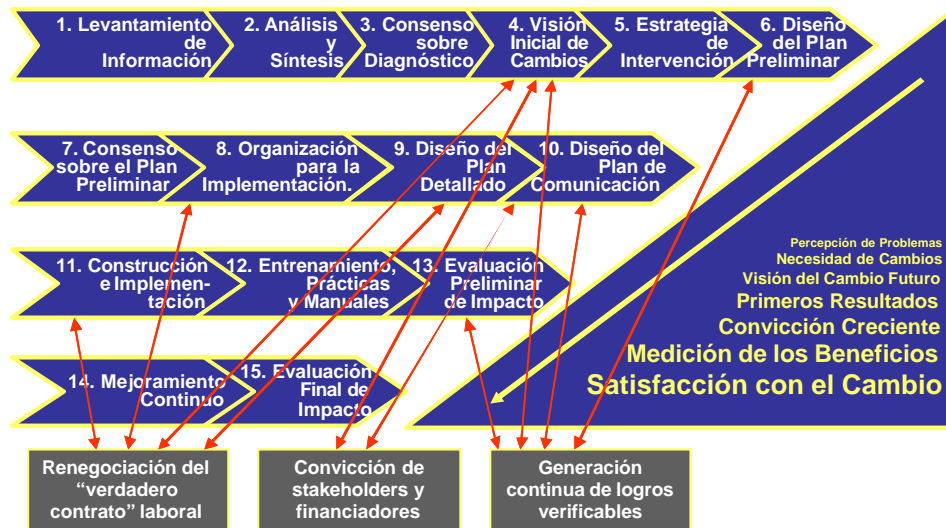 1. Levantamiento
de
Información
2. Análisis
y
Síntesis
3. Consenso
sobre
Diagnóstico
4. Visión
Inicial de
Cambios
5. Estrategia
de
Intervención
6. Diseño
del Plan
Preliminar
7. Consenso
sobre el Plan
Preliminar
8. Organización
para la
Implementación.
9. Diseño del
Plan
Detallado
10. Diseño del
Plan de
Comunicación
11. Construcción
e Implemen-
tación
12. Entrenamiento,
Prácticas
y Manuales
13. Evaluación
Preliminar
de Impacto
14. Mejoramiento
Continuo
15. Evaluación
Final de
Impacto
Percepción de Problemas
Necesidad de Cambios
Visión del Cambio Futuro
Primeros Resultados
Convicción Creciente
Medición de los Beneficios
Satisfacción con el Cambio
Renegociación del
“verdadero
contrato” laboral
Convicción de
stakeholders y
financiadores
Generación
continua de logros
verificables